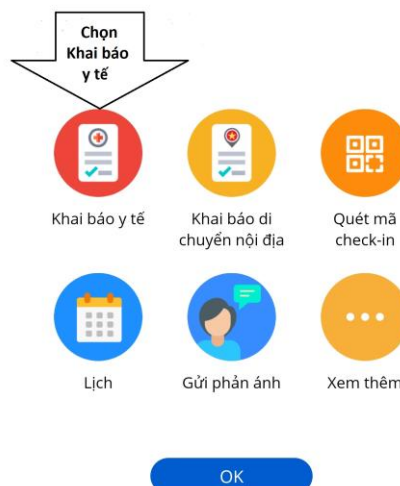 Chọn
Khai báo
y tế
Khai báo y tế
Khai báo di
chuyển nội địa
Quét mã
check-in
Lịch
Gửi phản ánh
Xem thêm
OK